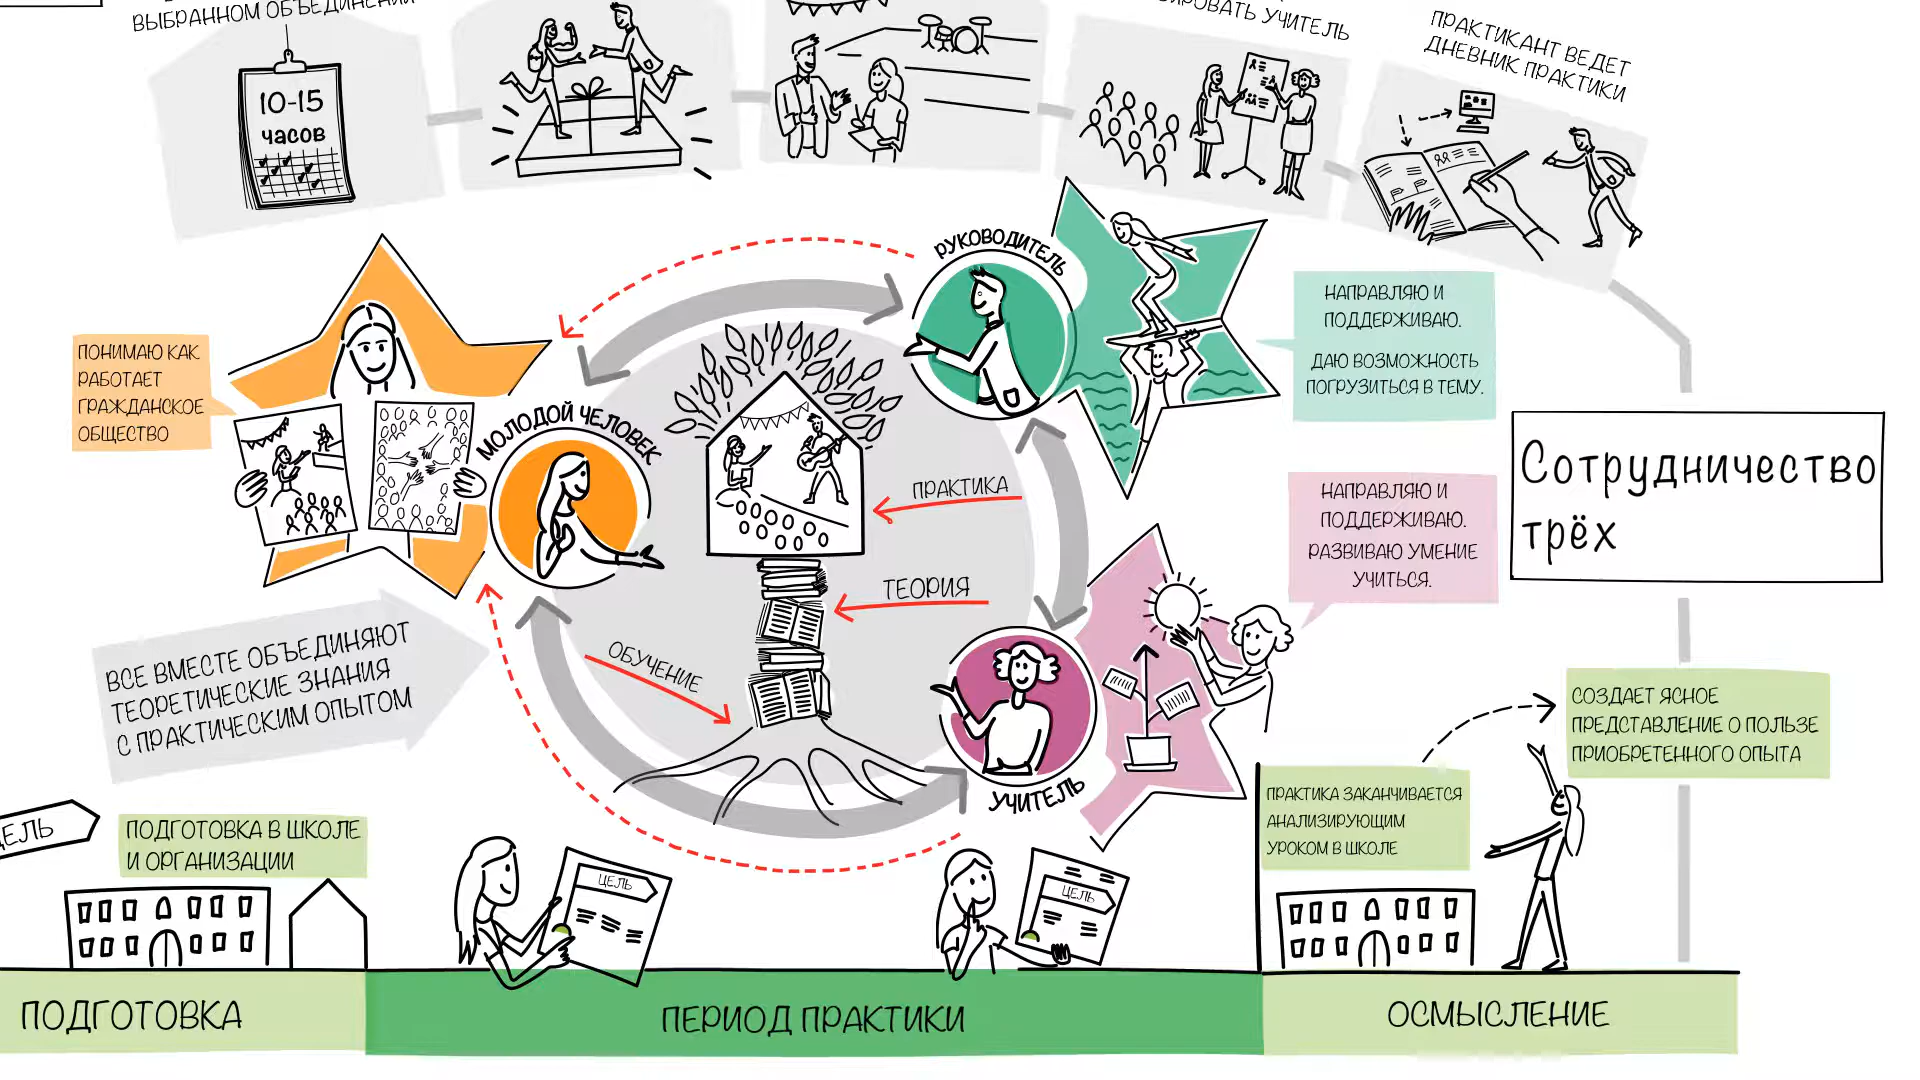 ВЫБРАННОМ ОБЪЕДИНЕНИИ
10-15
часов
УЧИТЕЛЬ
ПРАКТИКАНТ ВЕДЕТ
ДНЕВНИК ПРАКТИКИ
РУКОВОДИТЕЛЬ
НАПРАВЛЯЮ И
ПОДДЕРЖИВАЮ.
ДАЮ ВОЗМОЖНОСТЬ
ПОГРУЗИТЬСЯ В ТЕМУ.
ПОНИМАЮ КАК
РАБОТАЕТ
ГРАЖДАНСКОЕ
ОБЩЕСТВО
МОЛОДОЙ ЧЕЛОВЕК
ПРАКТИКА
ТЕОРИЯ
ОБУЧЕНИЕ
НАПРАВЛЯЮ И
ПОДДЕРЖИВАЮ.
РАЗВИВАЮ УМЕНИЕ
УЧИТЬСЯ.
Сотрудничество
трёх
ВСЕ ВМЕСТЕ ОБЪЕДИНЯЮТ
ТЕОРЕТИЧЕСКИЕ ЗНАНИЯ
С ПРАКТИЧЕСКИМ ОПЫТОМ
УЧИТЕЛЬ
СОЗДАЕТ ЯСНОЕ
ПРЕДСТАВЛЕНИЕ О ПОЛЬЗЕ
ПРИОБРЕТЕННОГО ОПЫТА
ПОДГОТОВКА В ШКОЛЕ
И ОРГАНИЗАЦИИ
ПРАКТИКА ЗАКАНЧИВАЕТСЯ
АНАЛИЗИРУЮЩИМ
УРОКОМ В ШКОЛЕ
ЦЕЛЬ
ЦЕЛЬ
ПОДГОТОВКА
ПЕРИОД ПРАКТИКИ
ОСМЫСЛЕНИЕ